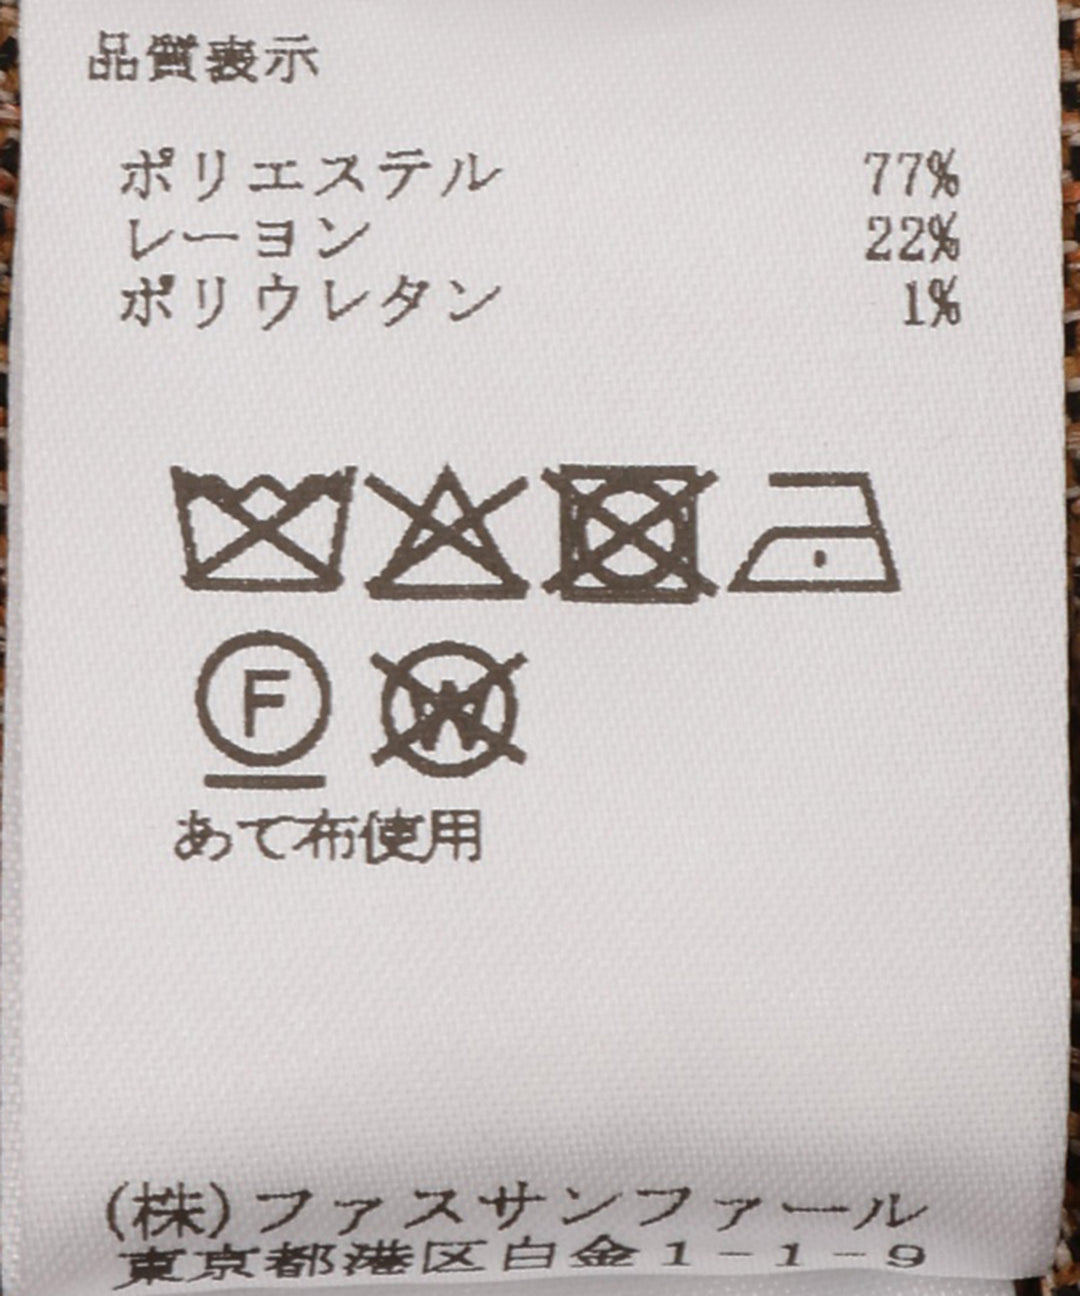 品質表示
ポリエステル 77%
レーヨン 22%
ポリウレタン 1%
F W
あて布使用
(株)ファスサンファール
東京都港区白金1-1-9